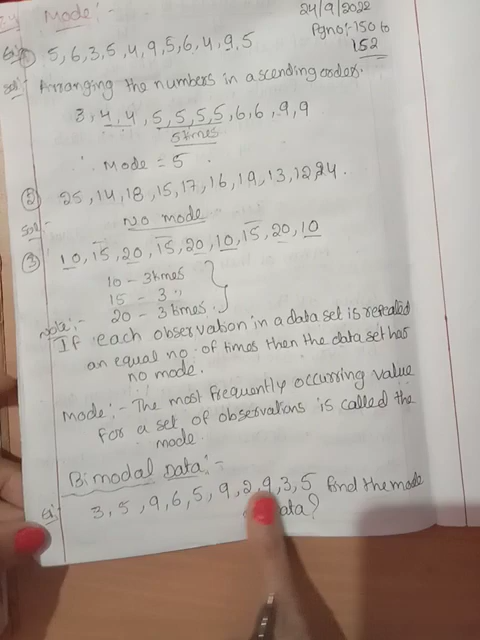 Mode:-
24/9/2022
Pg no:-150 to
152
① 5, 6, 3, 5, 4, 9, 5, 6, 4, 9, 5
Sol:- Arranging the numbers in ascending order.
3, 4, 4, 5, 5, 5, 5, 6, 6, 9, 9
5 times
∴ Mode = 5
② 25, 14, 18, 15, 17, 16, 19, 13, 12, 24.
Sol:- No mode
③ 10, 15, 20, 15, 20, 10, 15, 20, 10
10 - 3 times
15 - 3 "
20 - 3 times.
Note:-
If each observation in a data set is repeated
an equal no. of times then the data set has
no mode.
Mode:- The most frequently occurring value
for a set of observations is called the
mode.
Bimodal Data:-
3, 5, 9, 6, 5, 9, 2, 9, 3, 5 find the mode
data?